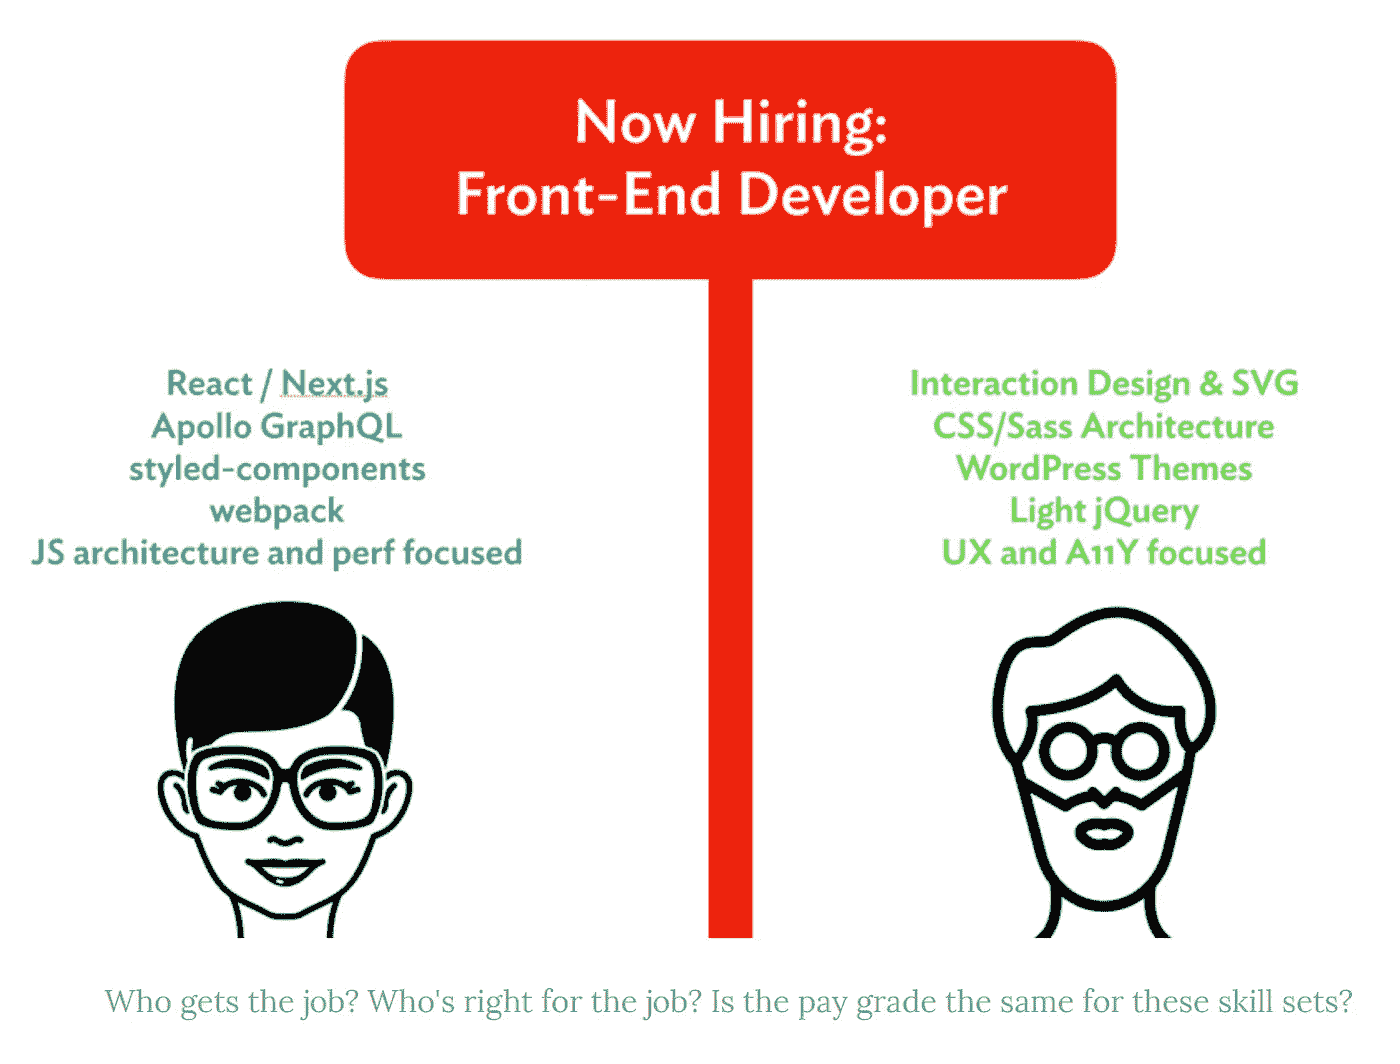 Now Hiring:
Front-End Developer
React / Next.js
Apollo GraphQL
styled-components
webpack
JS architecture and perf focused
Interaction Design & SVG
CSS/Sass Architecture
WordPress Themes
Light jQuery
UX and A11Y focused
Who gets the job? Who's right for the job? Is the pay grade the same for these skill sets?